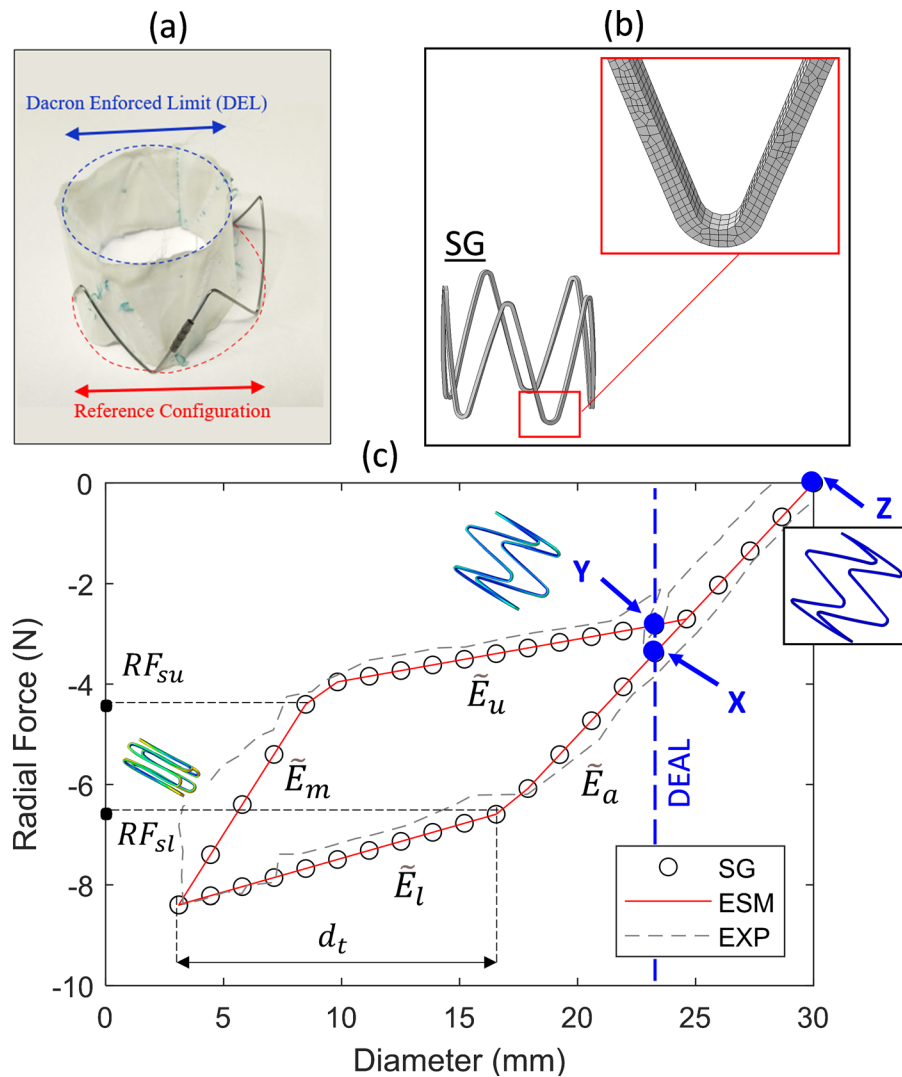 (a)
Dacron Enforced Limit (DEL)
Reference Configuration
(b)
SG
(c)
Radial Force (N)
0
-2
-4
-6
-8
-10
0
5
10
15
20
25
30
Diameter (mm)
Z
Y
X
DEAL
RF_su
RF_sl
Ẽ_u
Ẽ_m
Ẽ_a
Ẽ_l
d_t
SG
ESM
EXP